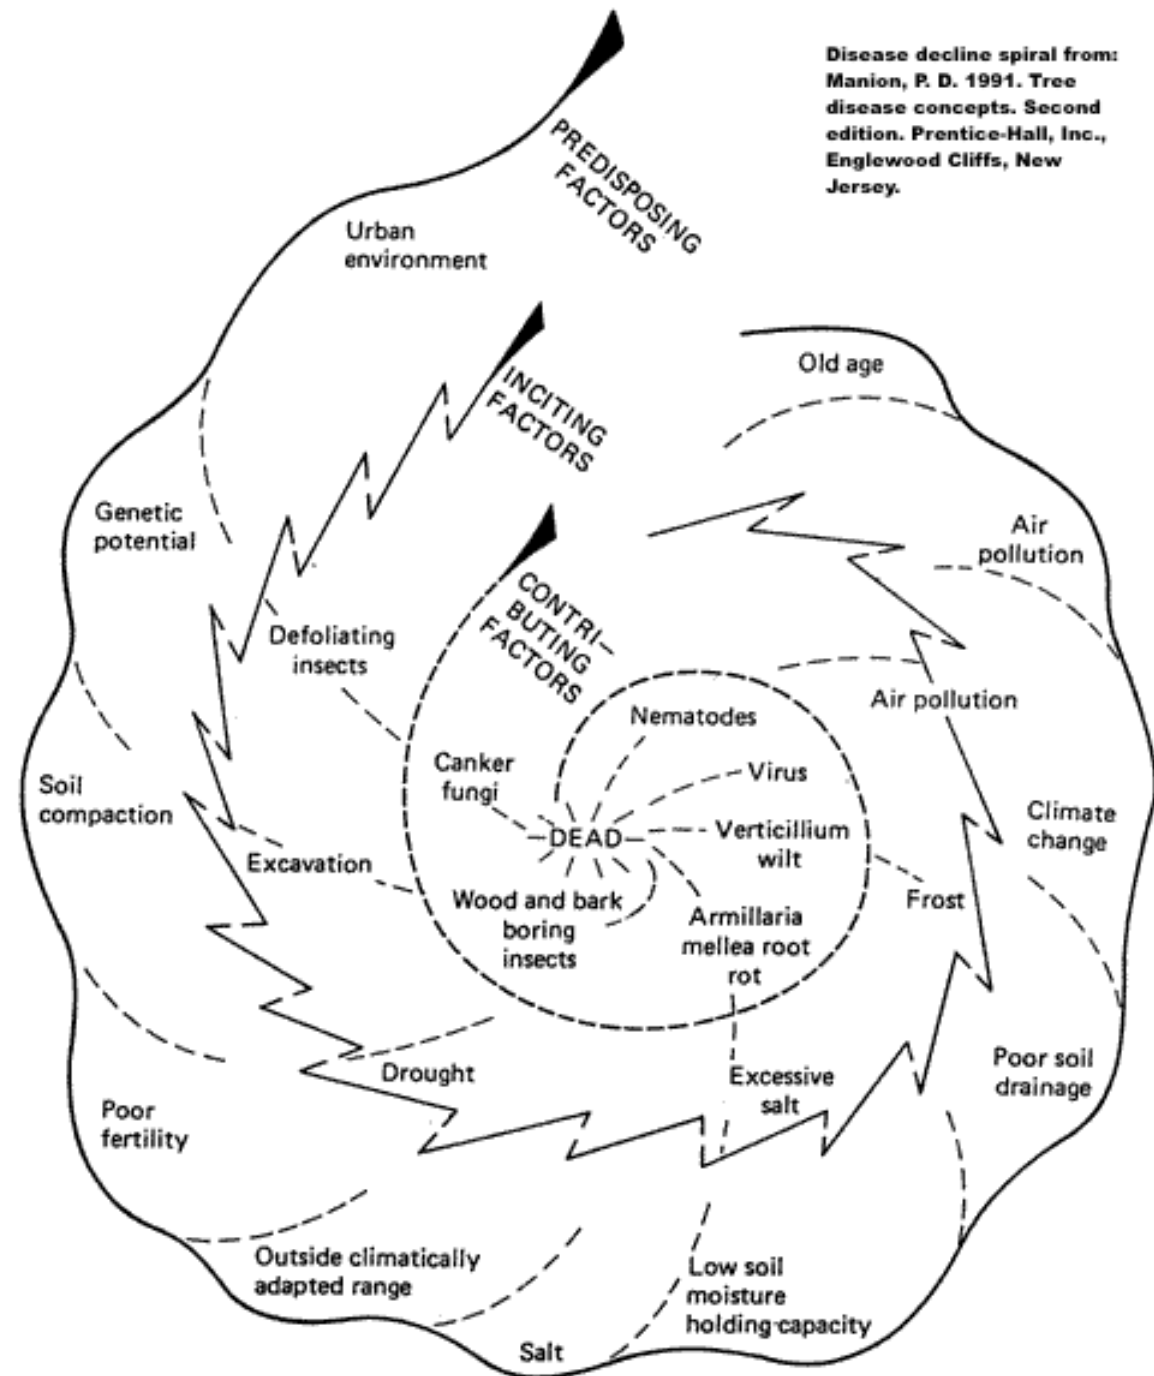 Disease decline spiral from:
Manion, P. D. 1991. Tree
disease concepts. Second
edition. Prentice-Hall, Inc.,
Englewood Cliffs, New
Jersey.
PREDISPOSING
FACTORS
Urban
environment
Genetic
potential
Soil
compaction
Poor
fertility
Outside climatically
adapted range
Salt
Low soil
moisture
holding capacity
Poor soil
drainage
Climate
change
Air
pollution
Old age
INCITING
FACTORS
Defoliating
insects
Excavation
Drought
Excessive
salt
Frost
Air pollution
CONTRI-
BUTING
FACTORS
Canker
fungi
Wood and bark
boring
insects
Armillaria
mellea root
rot
Verticillium
wilt
Virus
Nematodes
DEAD